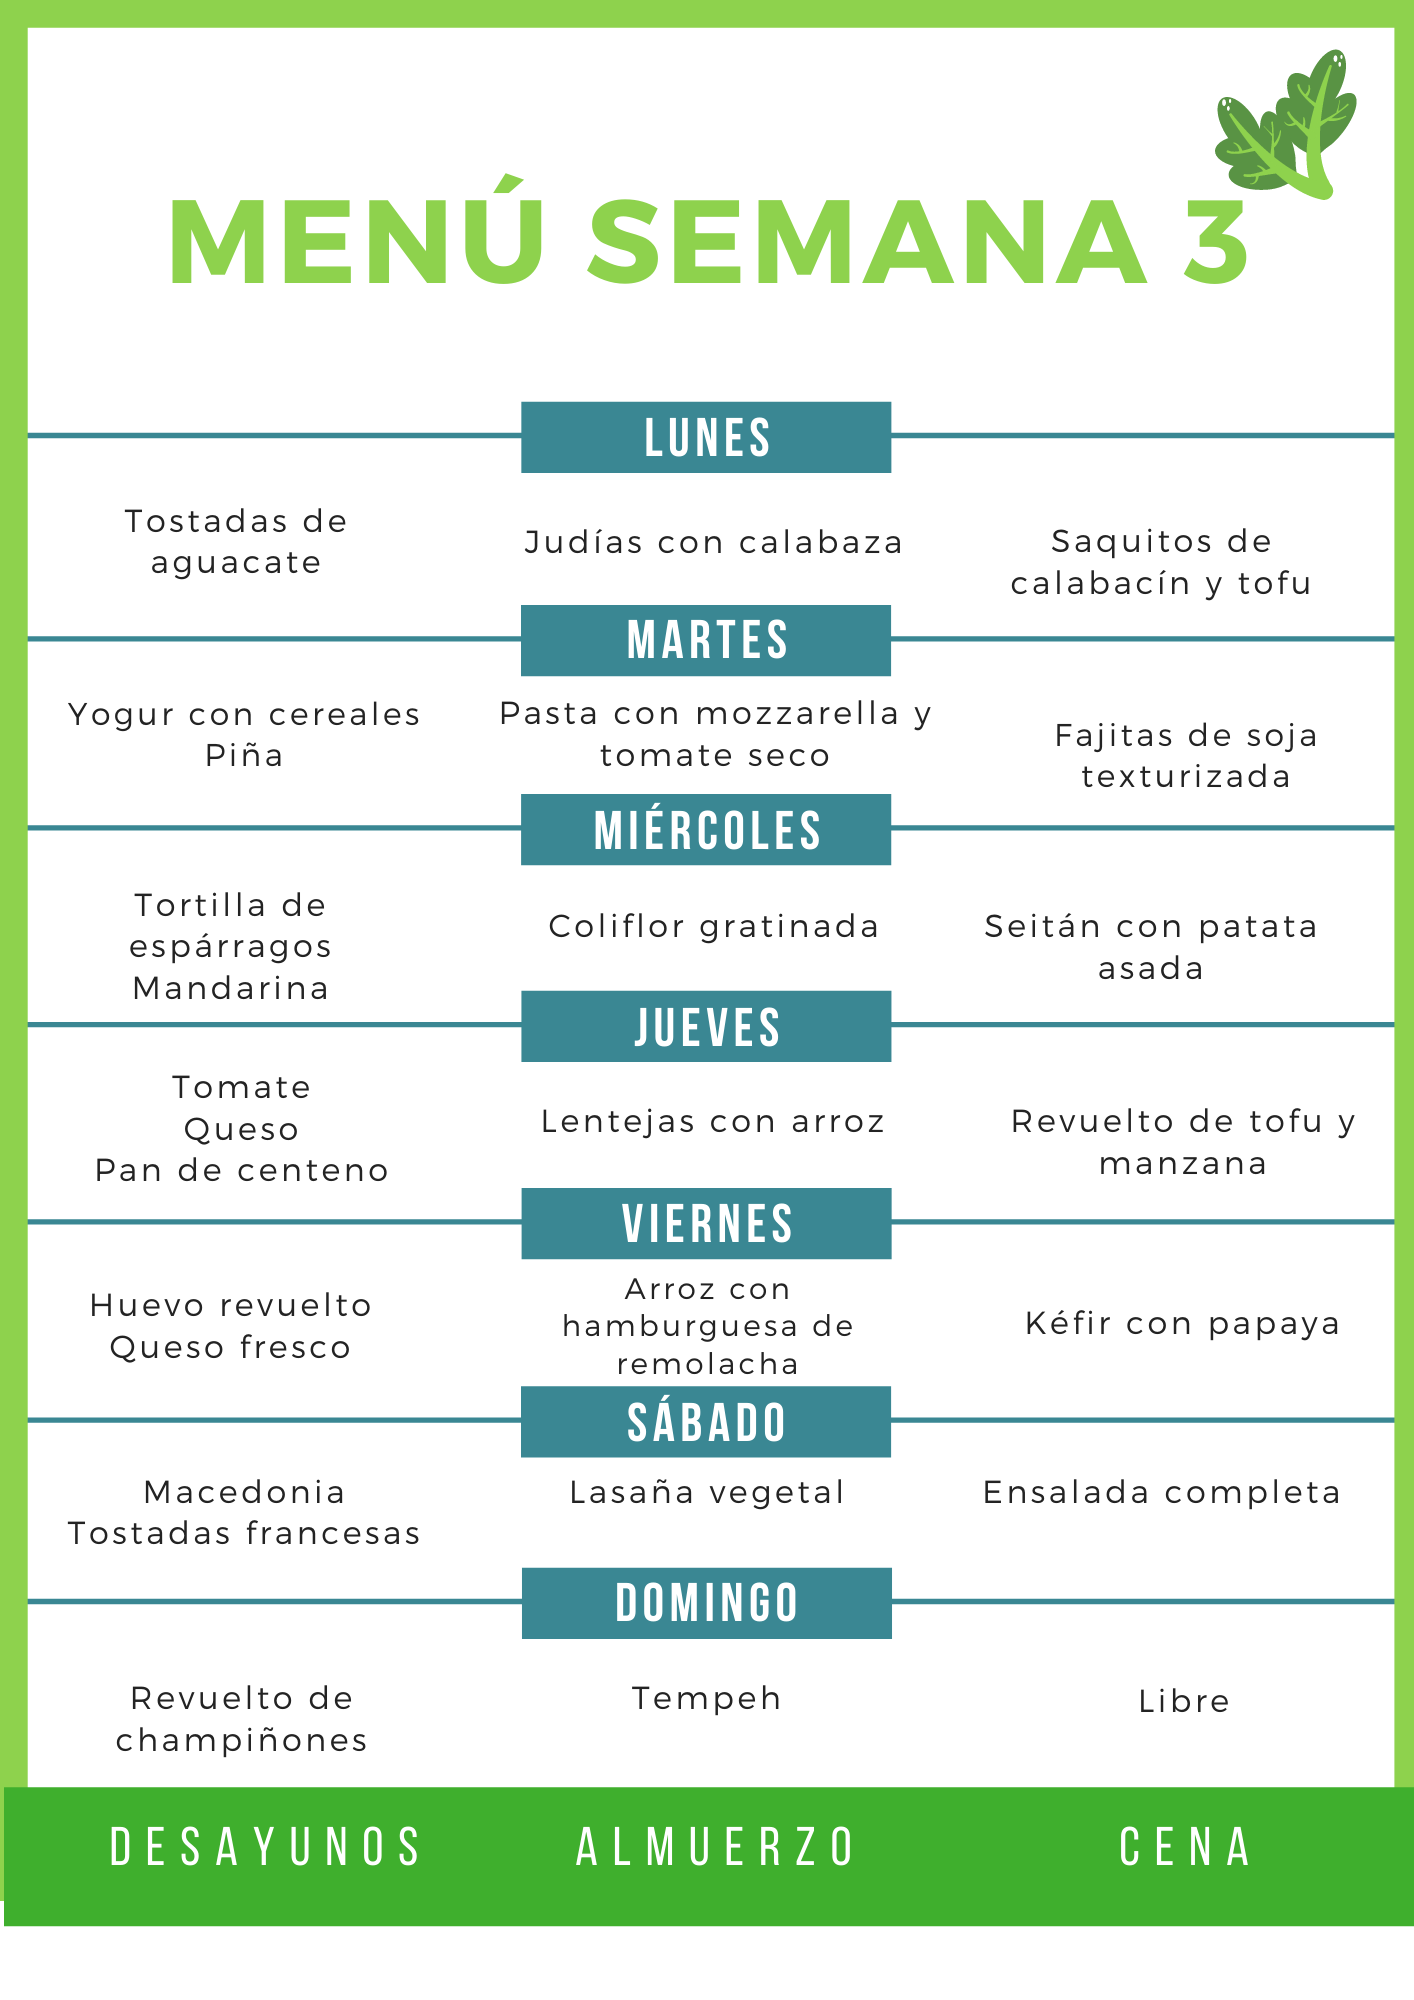 MENÚ SEMANA 3
LUNES
Tostadas de
aguacate
Judías con calabaza
Saquitos de
calabacín y tofu
MARTES
Yogur con cereales
Piña
Pasta con mozzarella y
tomate seco
Fajitas de soja
texturizada
MIÉRCOLES
Tortilla de
espárragos
Mandarina
Coliflor gratinada
Seitán con patata
asada
JUEVES
Tomate
Queso
Pan de centeno
Lentejas con arroz
Revuelto de tofu y
manzana
VIERNES
Huevo revuelto
Queso fresco
Arroz con
hamburguesa de
remolacha
Kéfir con papaya
SÁBADO
Macedonia
Tostadas francesas
Lasaña vegetal
Ensalada completa
DOMINGO
Revuelto de
champiñones
Tempeh
Libre
DESAYUNOS
ALMUERZO
CENA